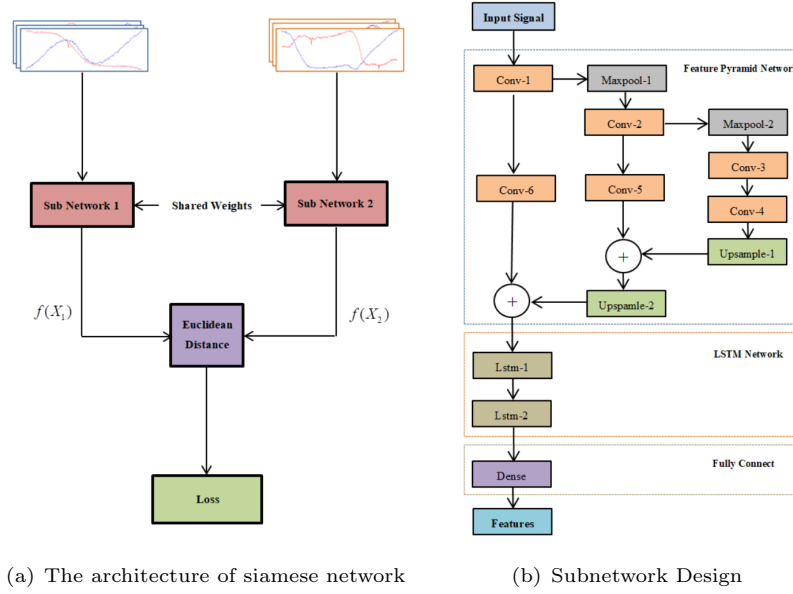 Sub Network 1
Shared Weights
Sub Network 2
f(X₁)
f(X₂)
Euclidean
Distance
Loss
(a) The architecture of siamese network
Input Signal
Feature Pyramid Network
Conv-1
Maxpool-1
Conv-2
Maxpool-2
Conv-3
Conv-6
Conv-5
Conv-4
+
Upsample-1
+
Upspamle-2
LSTM Network
Lstm-1
Lstm-2
Fully Connect
Dense
Features
(b) Subnetwork Design